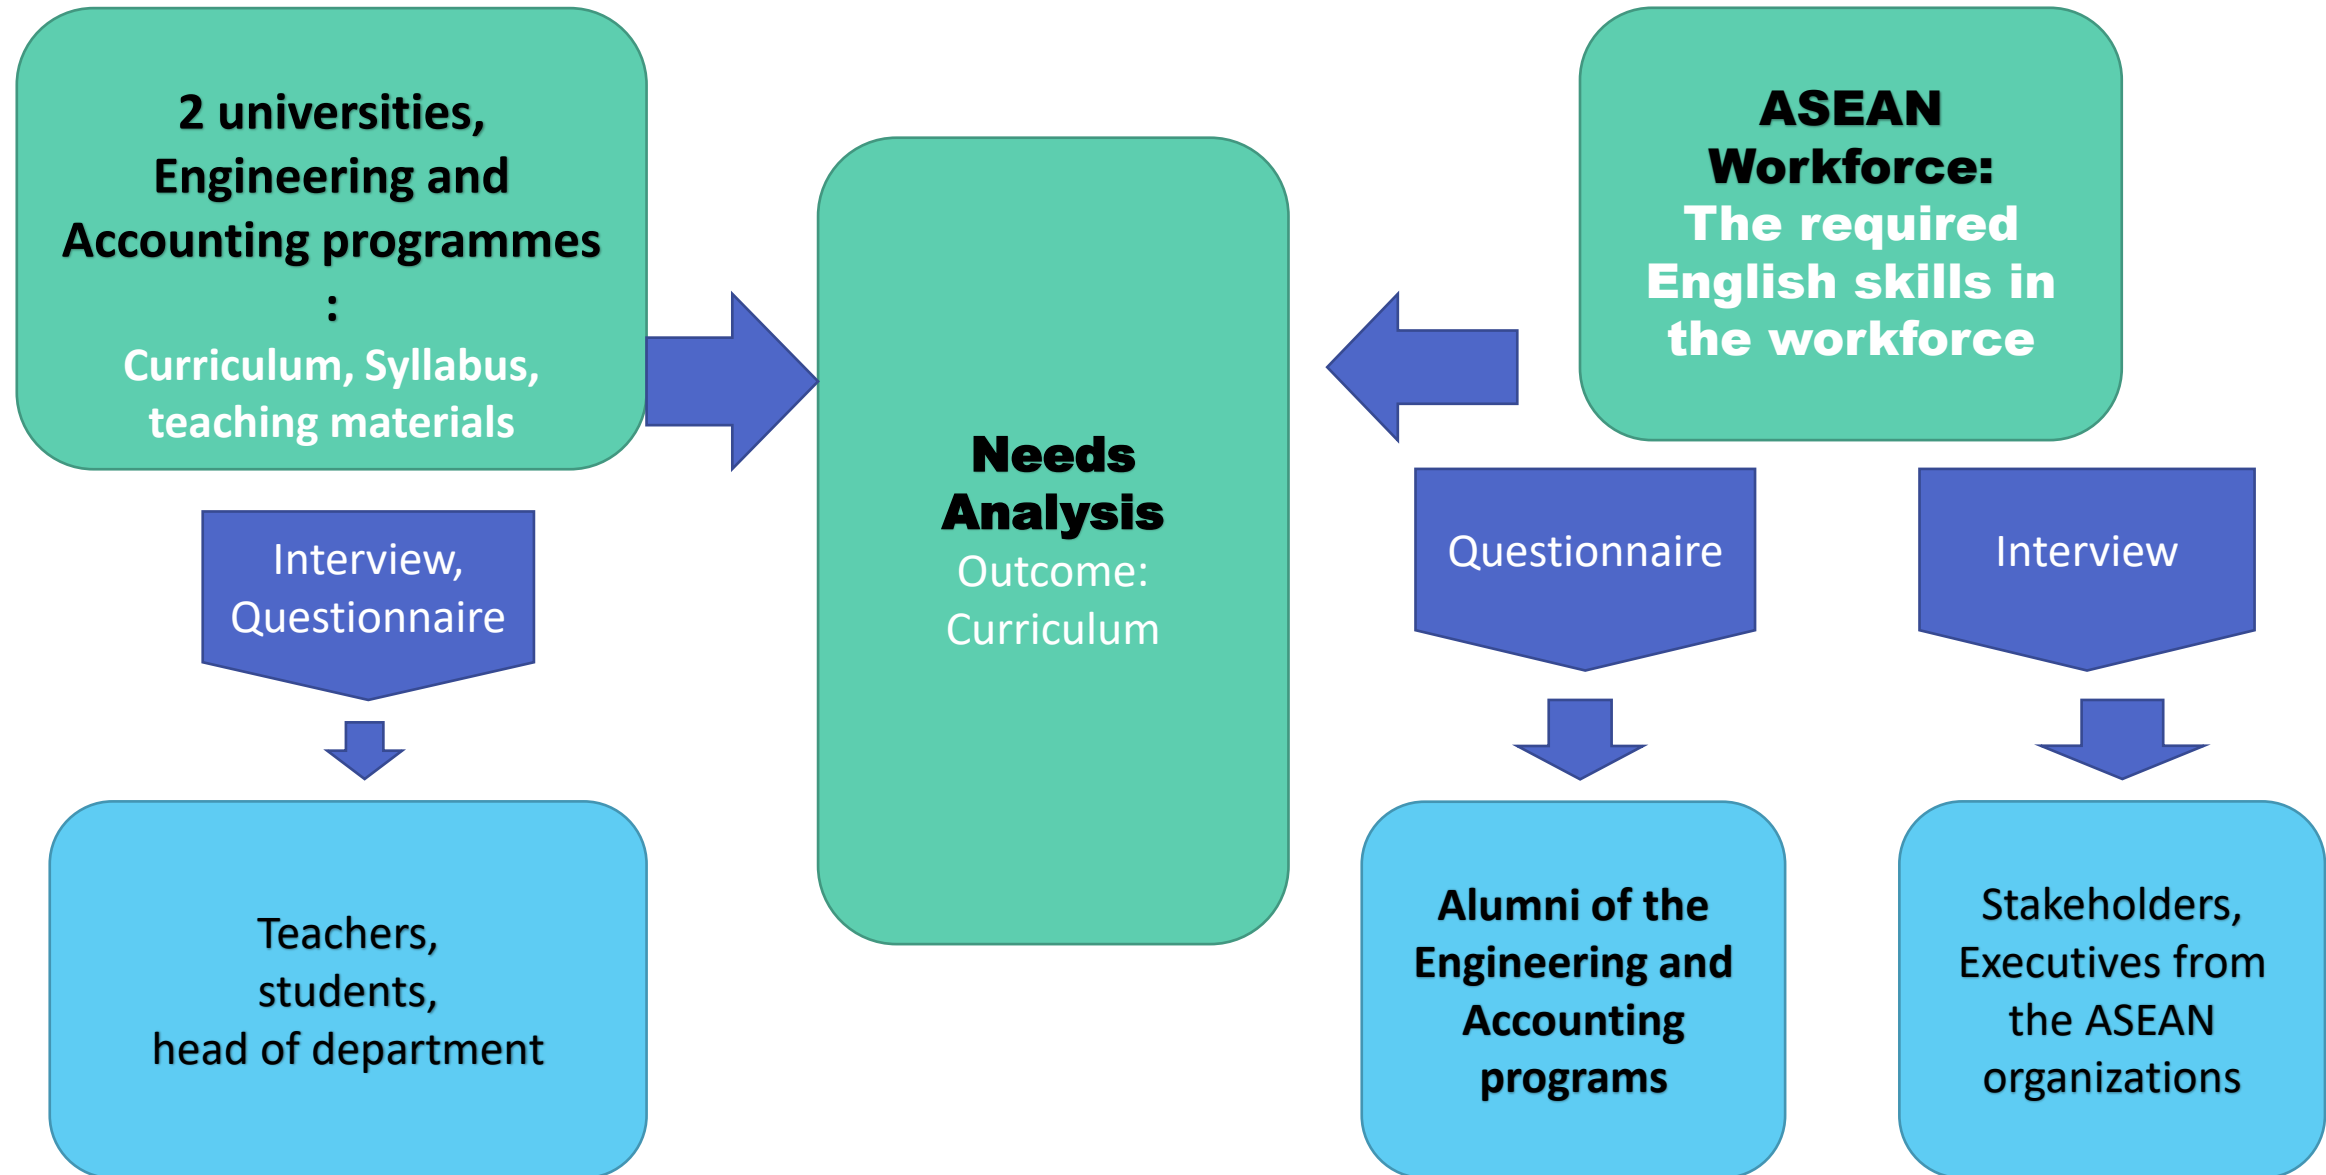 2 universities,
Engineering and
Accounting programmes
:
Curriculum, Syllabus,
teaching materials
Interview,
Questionnaire
Teachers,
students,
head of department
Needs
Analysis
Outcome:
Curriculum
ASEAN
Workforce:
The required
English skills in
the workforce
Questionnaire
Interview
Alumni of the
Engineering and
Accounting
programs
Stakeholders,
Executives from
the ASEAN
organizations